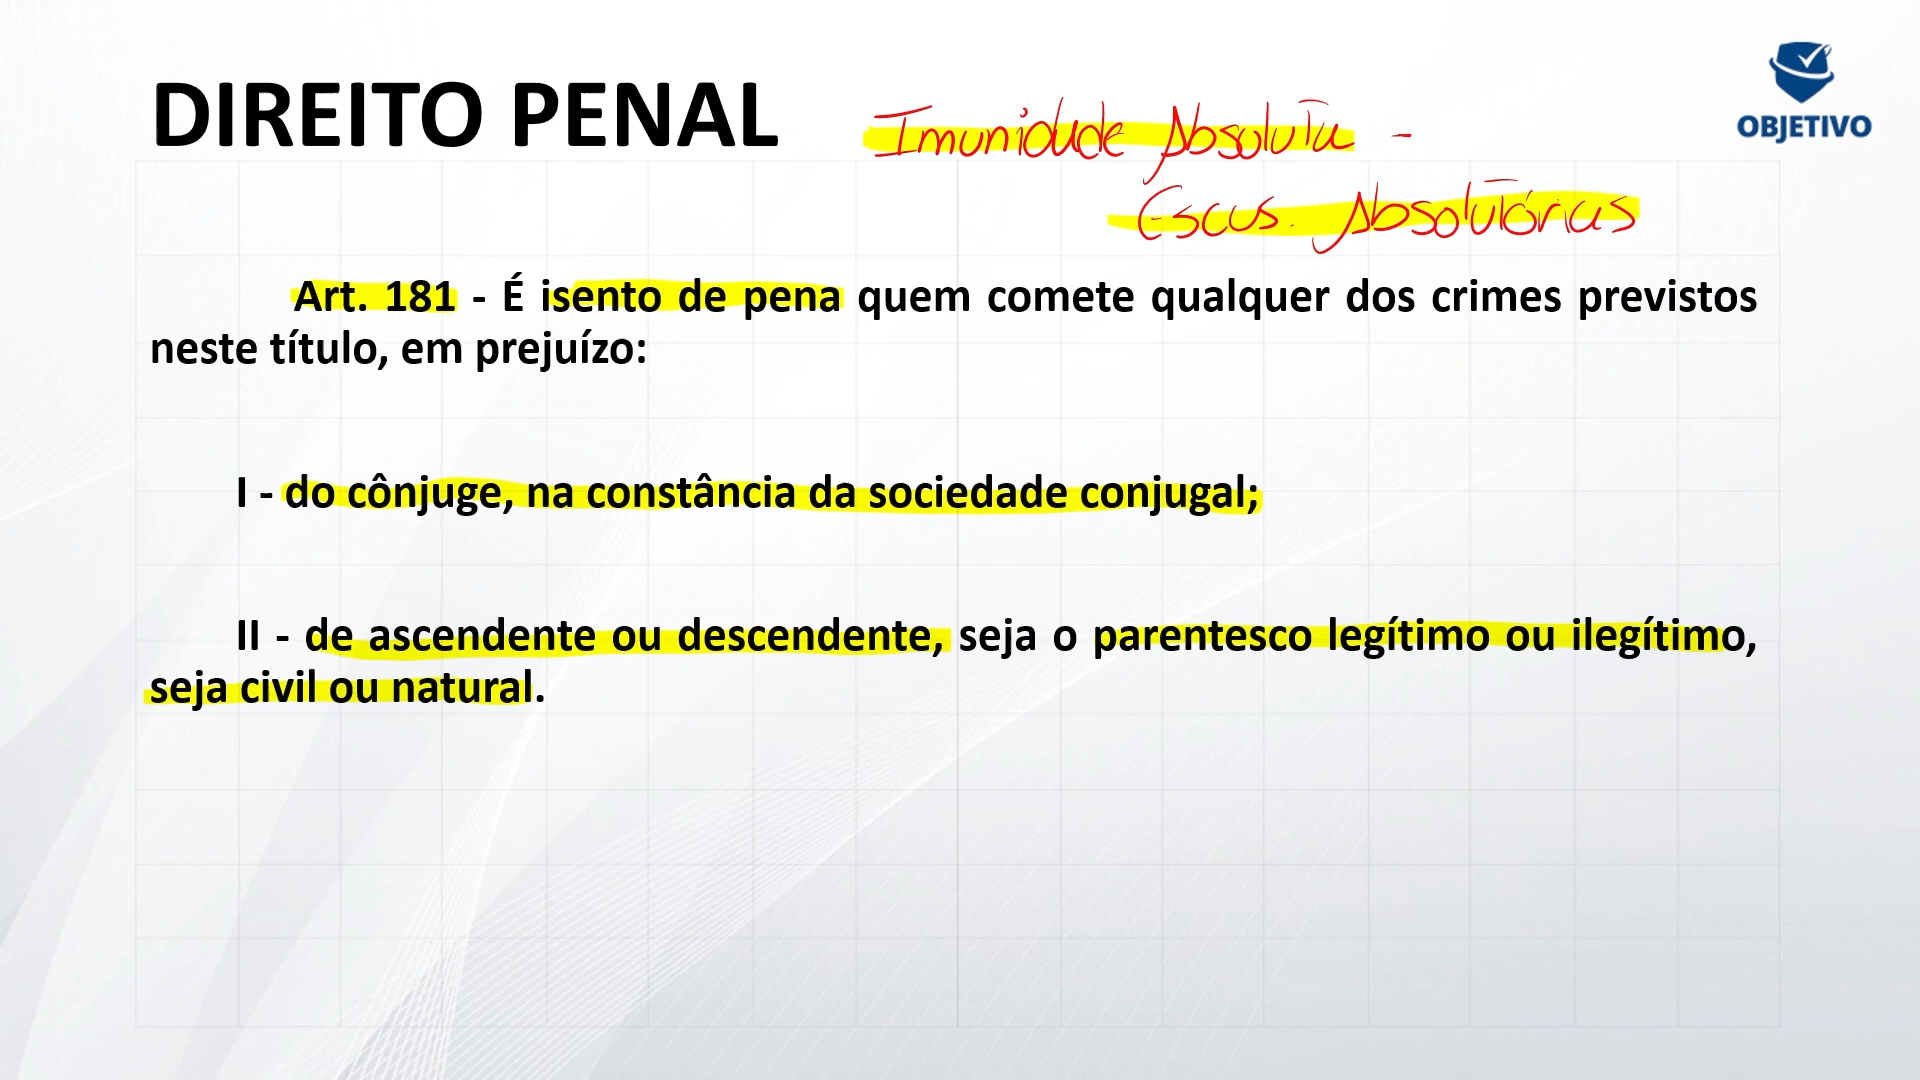 DIREITO PENAL
Imunidade Absoluta -
Escus. Absolutórias
OBJETIVO
Art. 181 - É isento de pena quem comete qualquer dos crimes previstos
neste título, em prejuízo:
I - do cônjuge, na constância da sociedade conjugal;
II - de ascendente ou descendente, seja o parentesco legítimo ou ilegítimo,
seja civil ou natural.